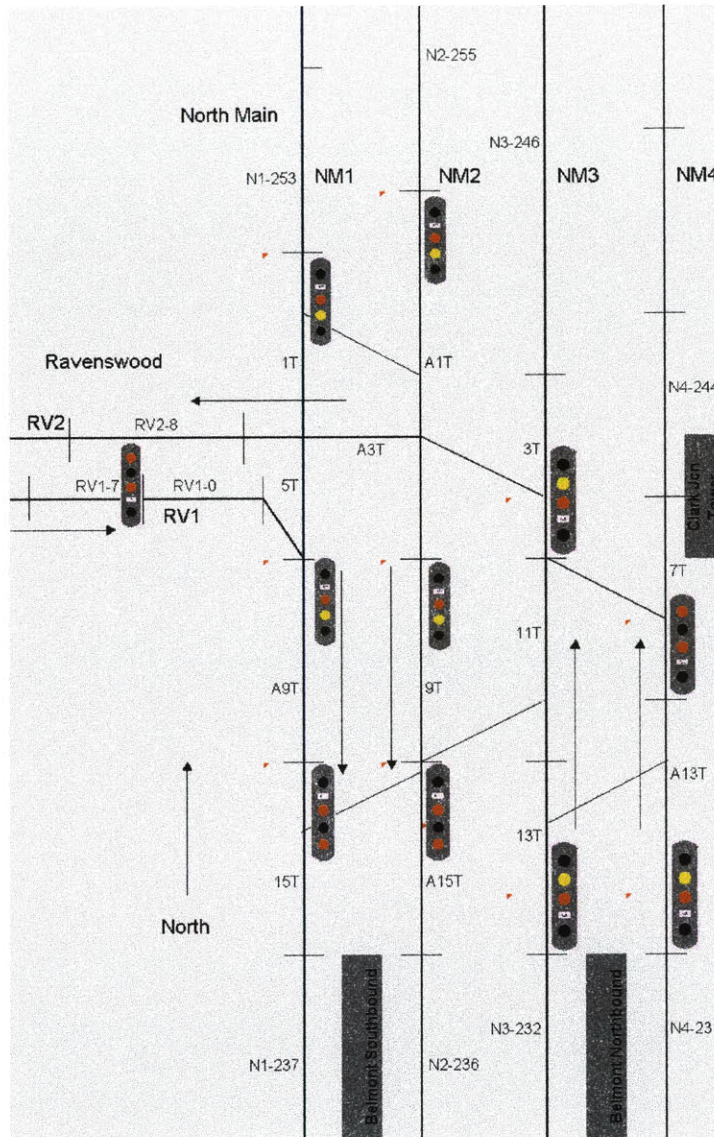 N2-255
North Main
N3-246
N1-253
NM1
NM2
NM3
NM4
Ravenswood
1T
A1T
N4-244
RV2
RV2-8
A3T
3T
Clark Jcn
Tower
RV1-7
RV1-0
5T
RV1
7T
11T
A9T
9T
A13T
13T
15T
A15T
North
N3-232
N4-23
N1-237
Belmont Southbound
N2-236
Belmont Northbound